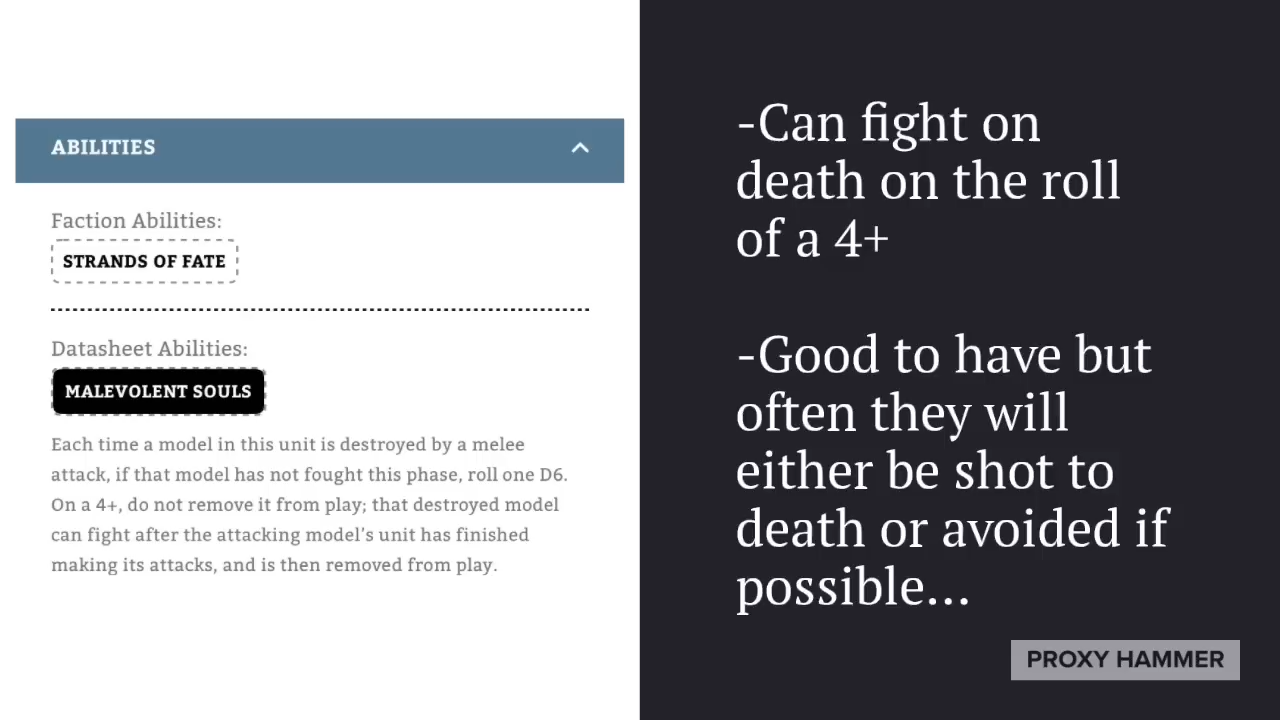 ABILITIES
Faction Abilities:
STRANDS OF FATE
Datasheet Abilities:
MALEVOLENT SOULS
Each time a model in this unit is destroyed by a melee
attack, if that model has not fought this phase, roll one D6.
On a 4+, do not remove it from play; that destroyed model
can fight after the attacking model’s unit has finished
making its attacks, and is then removed from play.
-Can fight on
death on the roll
of a 4+
-Good to have but
often they will
either be shot to
death or avoided if
possible...
PROXY HAMMER